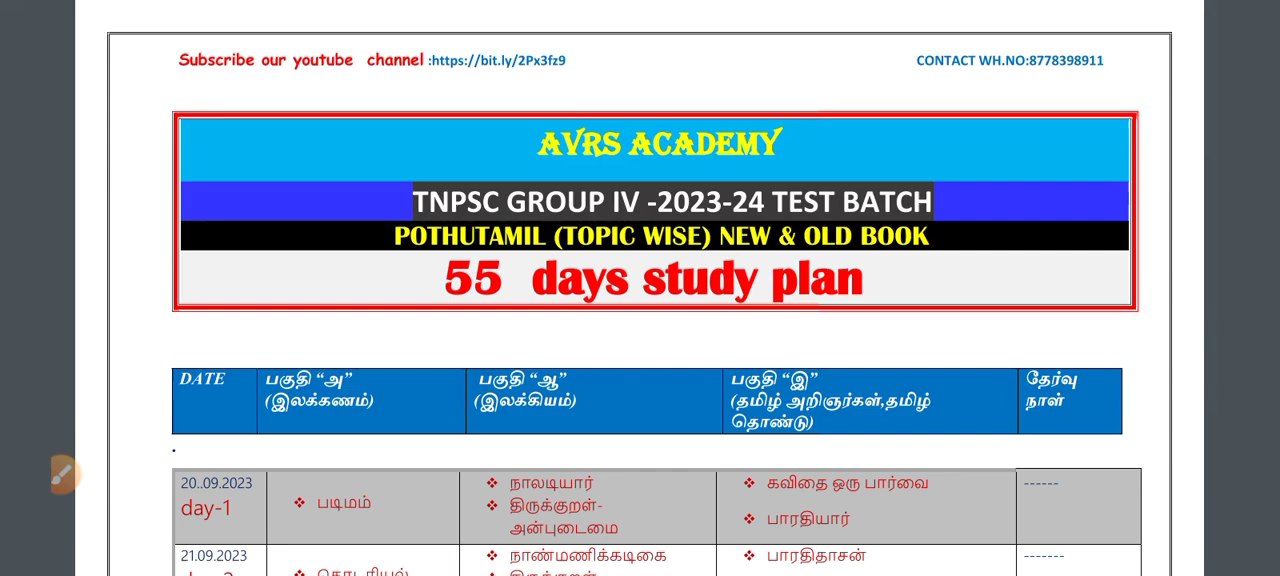 Subscribe our youtube channel :https://bit.ly/2Px3fz9 CONTACT WH.NO:8778398911
AVRS ACADEMY
TNPSC GROUP IV -2023-24 TEST BATCH
POTHUTAMIL (TOPIC WISE) NEW & OLD BOOK
55 days study plan
DATE
பகுதி “அ”
(இலக்கணம்)
பகுதி “ஆ”
(இலக்கியம்)
பகுதி “இ”
(தமிழ் அறிஞர்கள்,தமிழ்
தொண்டு)
தேர்வு
நாள்
.
20..09.2023
day-1
❖ படிமம்
❖ நாலடியார்
❖ திருக்குறள்-
அன்புடைமை
❖ கவிதை ஒரு பார்வை
❖ பாரதியார்
------
21.09.2023
❖ நாண்மணிக்கடிகை
❖ பாரதிதாசன்
-------